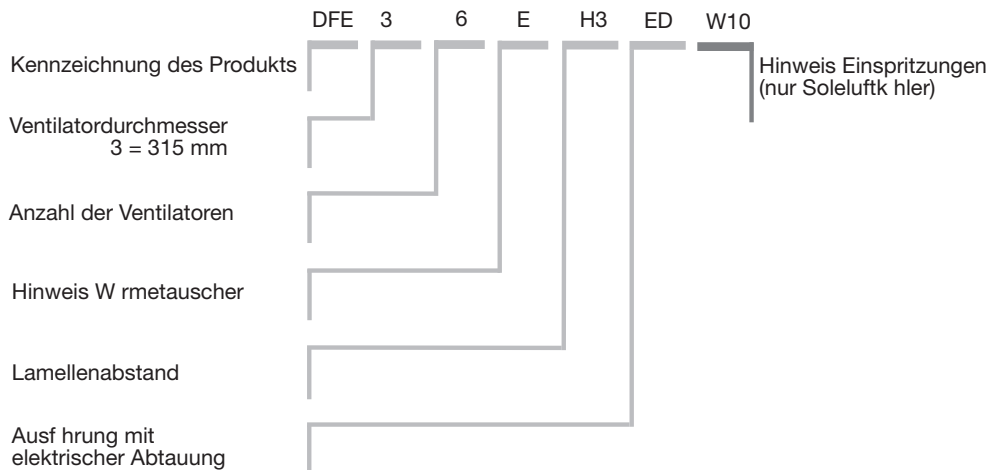 DFE 3 6 E H3 ED W10
Kennzeichnung des Produkts
Hinweis Einspritzungen
(nur Soleluftk hler)
Ventilatordurchmesser
3 = 315 mm
Anzahl der Ventilatoren
Hinweis W rmetauscher
Lamellenabstand
Ausf hrung mit
elektrischer Abtauung